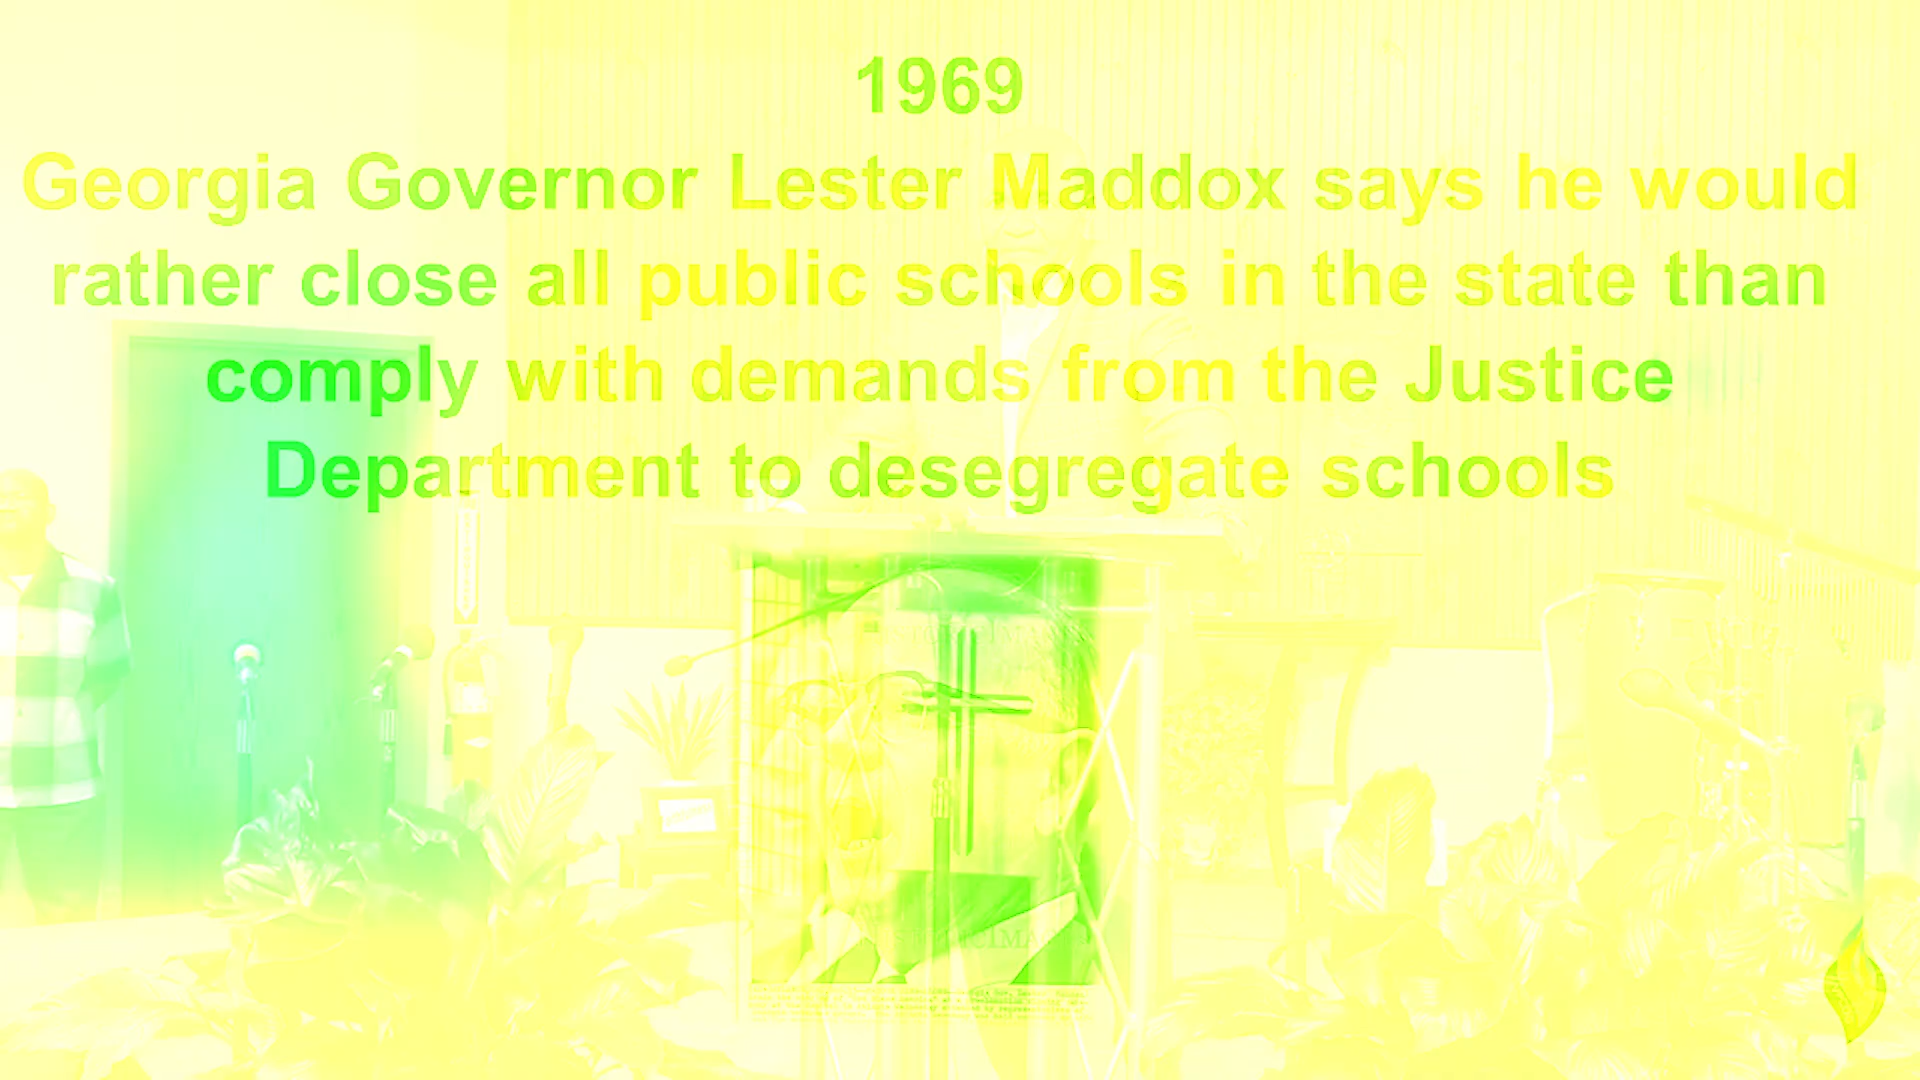 1969
Georgia Governor Lester Maddox says he would
rather close all public schools in the state than
comply with demands from the Justice
Department to desegregate schools